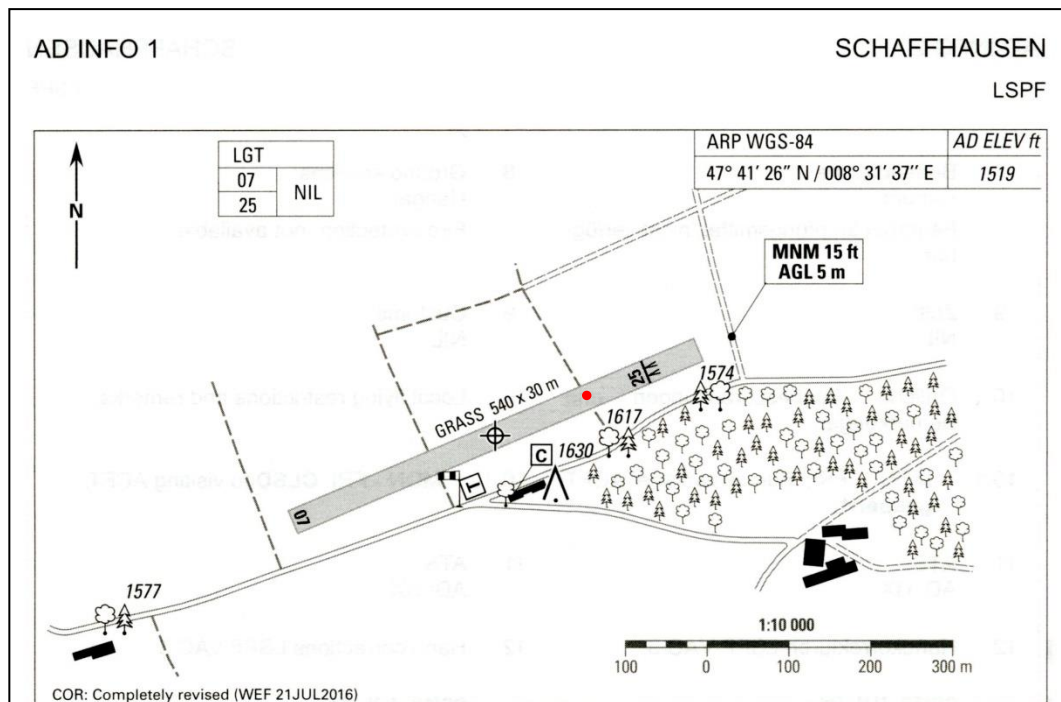 AD INFO 1
SCHAFFHAUSEN
LSPF
LGT
07
25
NIL
ARP WGS-84
AD ELEV ft
47° 41' 26" N / 008° 31' 37" E
1519
N
MNM 15 ft
AGL 5 m
GRASS 540 x 30 m
25
1574
1617
C
1630
T
07
1577
1:10 000
100 0 100 200 300 m
COR: Completely revised (WEF 21JUL2016)